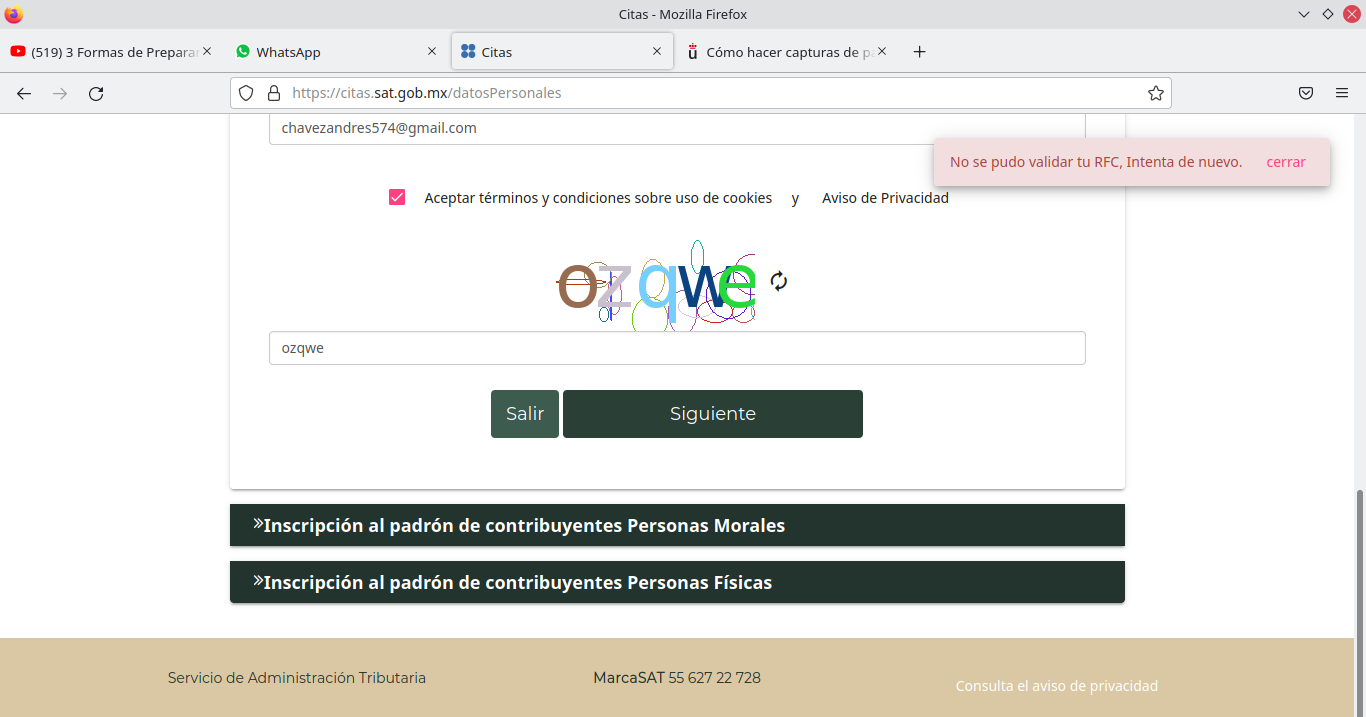 Citas - Mozilla Firefox
(519) 3 Formas de Preparar
WhatsApp
Citas
Cómo hacer capturas de pa
https://citas.sat.gob.mx/datosPersonales
chavezandres574@gmail.com
No se pudo validar tu RFC, Intenta de nuevo. cerrar
Aceptar términos y condiciones sobre uso de cookies y Aviso de Privacidad
ozqwe
ozqwe
Salir
Siguiente
Inscripción al padrón de contribuyentes Personas Morales
Inscripción al padrón de contribuyentes Personas Físicas
Servicio de Administración Tributaria
MarcaSAT 55 627 22 728
Consulta el aviso de privacidad